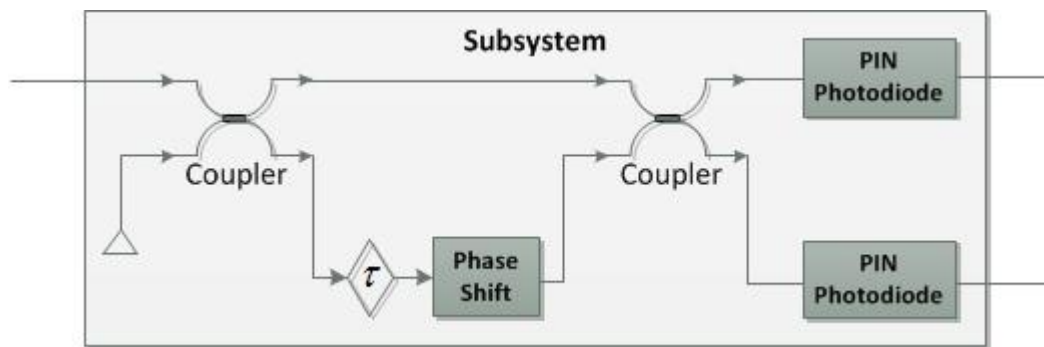 Subsystem
PIN
Photodiode
Coupler
Coupler
τ
Phase
Shift
PIN
Photodiode